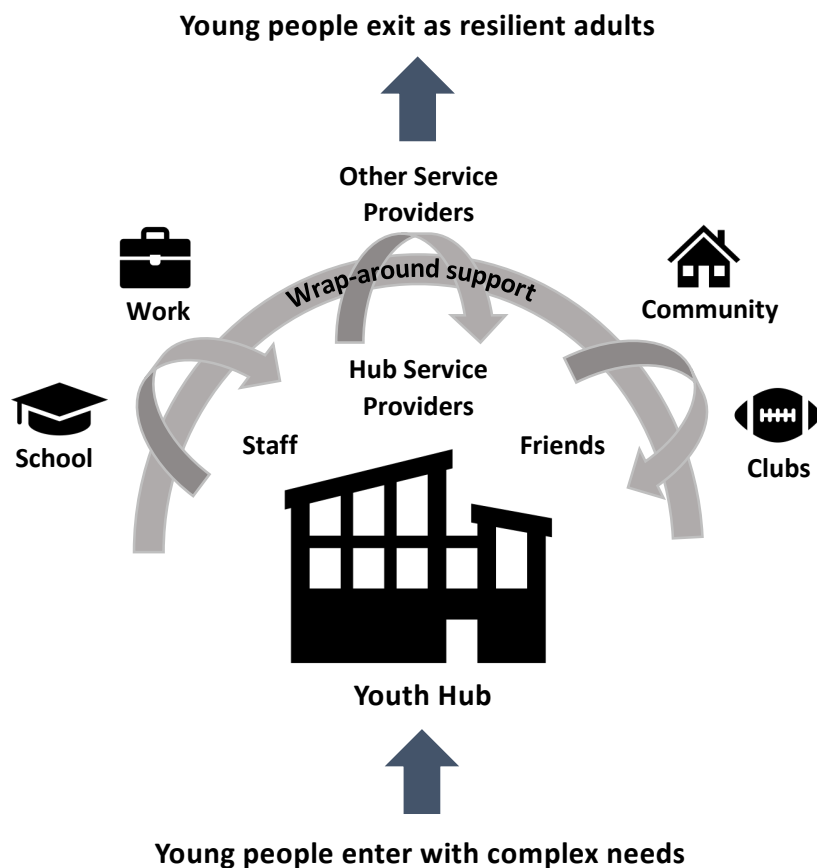 Young people exit as resilient adults
Other Service
Providers
Wrap-around support
Work
Community
Hub Service
Providers
School
Staff
Friends
Clubs
Youth Hub
Young people enter with complex needs